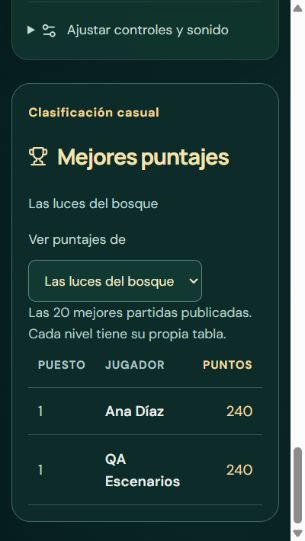 Ajustar controles y sonido
Clasificación casual
Mejores puntajes
Las luces del bosque
Ver puntajes de
Las luces del bosque
Las 20 mejores partidas publicadas.
Cada nivel tiene su propia tabla.
PUESTO JUGADOR PUNTOS
1 Ana Díaz 240
1 QA Escenarios 240